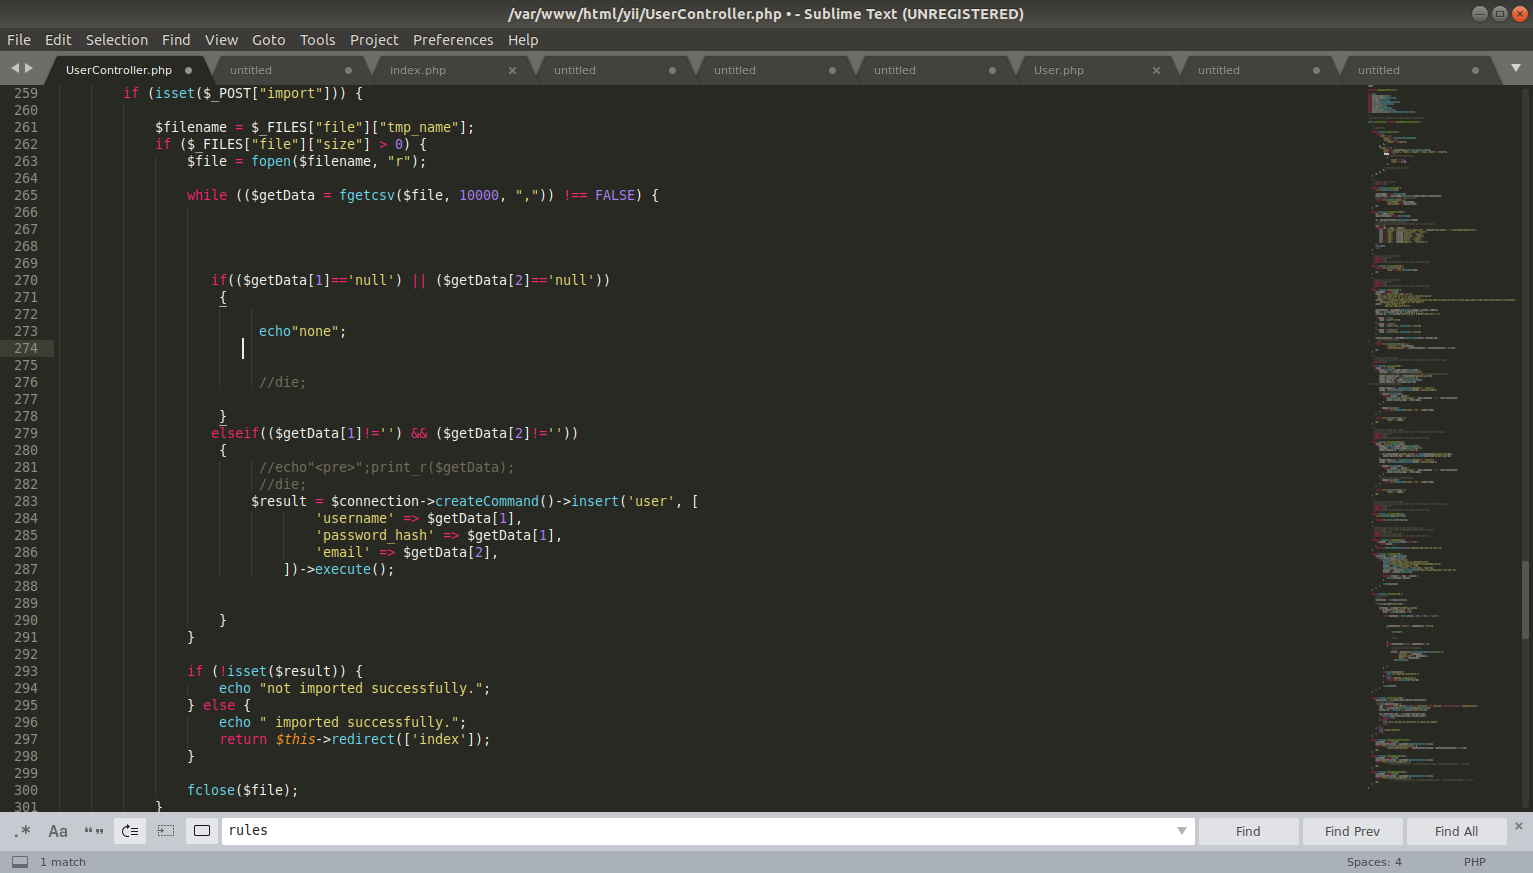 /var/www/html/yii/UserController.php • - Sublime Text (UNREGISTERED)
File Edit Selection Find View Goto Tools Project Preferences Help
UserController.php untitled index.php untitled untitled untitled User.php untitled untitled
259 if (isset($_POST["import"])) {
260
261 $filename = $_FILES["file"]["tmp_name"];
262 if ($_FILES["file"]["size"] > 0) {
263 $file = fopen($filename, "r");
264
265 while (($getData = fgetcsv($file, 10000, ",")) !== FALSE) {
266
267
268
269
270 if(($getData[1]=='null') || ($getData[2]=='null'))
271 {
272
273 echo"none";
274
275
276 //die;
277
278 }
279 elseif(($getData[1]!='') && ($getData[2]!=''))
280 {
281 //echo"<pre>";print_r($getData);
282 //die;
283 $result = $connection->createCommand()->insert('user', [
284 'username' => $getData[1],
285 'password_hash' => $getData[1],
286 'email' => $getData[2],
287 ])->execute();
288
289
290 }
291 }
292
293 if (!isset($result)) {
294 echo "not imported successfully.";
295 } else {
296 echo " imported successfully.";
297 return $this->redirect(['index']);
298 }
299
300 fclose($file);
301 }
.* Aa “” rules Find Find Prev Find All
1 match Spaces: 4 PHP